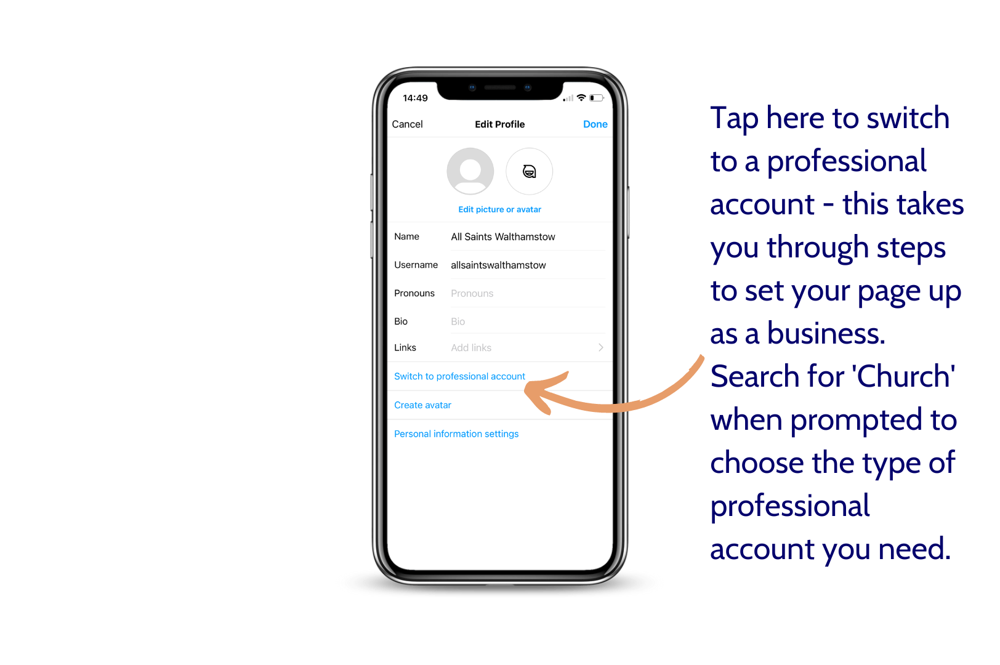 14:49
Cancel Edit Profile Done
Edit picture or avatar
Name All Saints Walthamstow
Username allsaintswalthamstow
Pronouns Pronouns
Bio Bio
Links Add links
Switch to professional account
Create avatar
Personal information settings
Tap here to switch
to a professional
account - this takes
you through steps
to set your page up
as a business.
Search for 'Church'
when prompted to
choose the type of
professional
account you need.